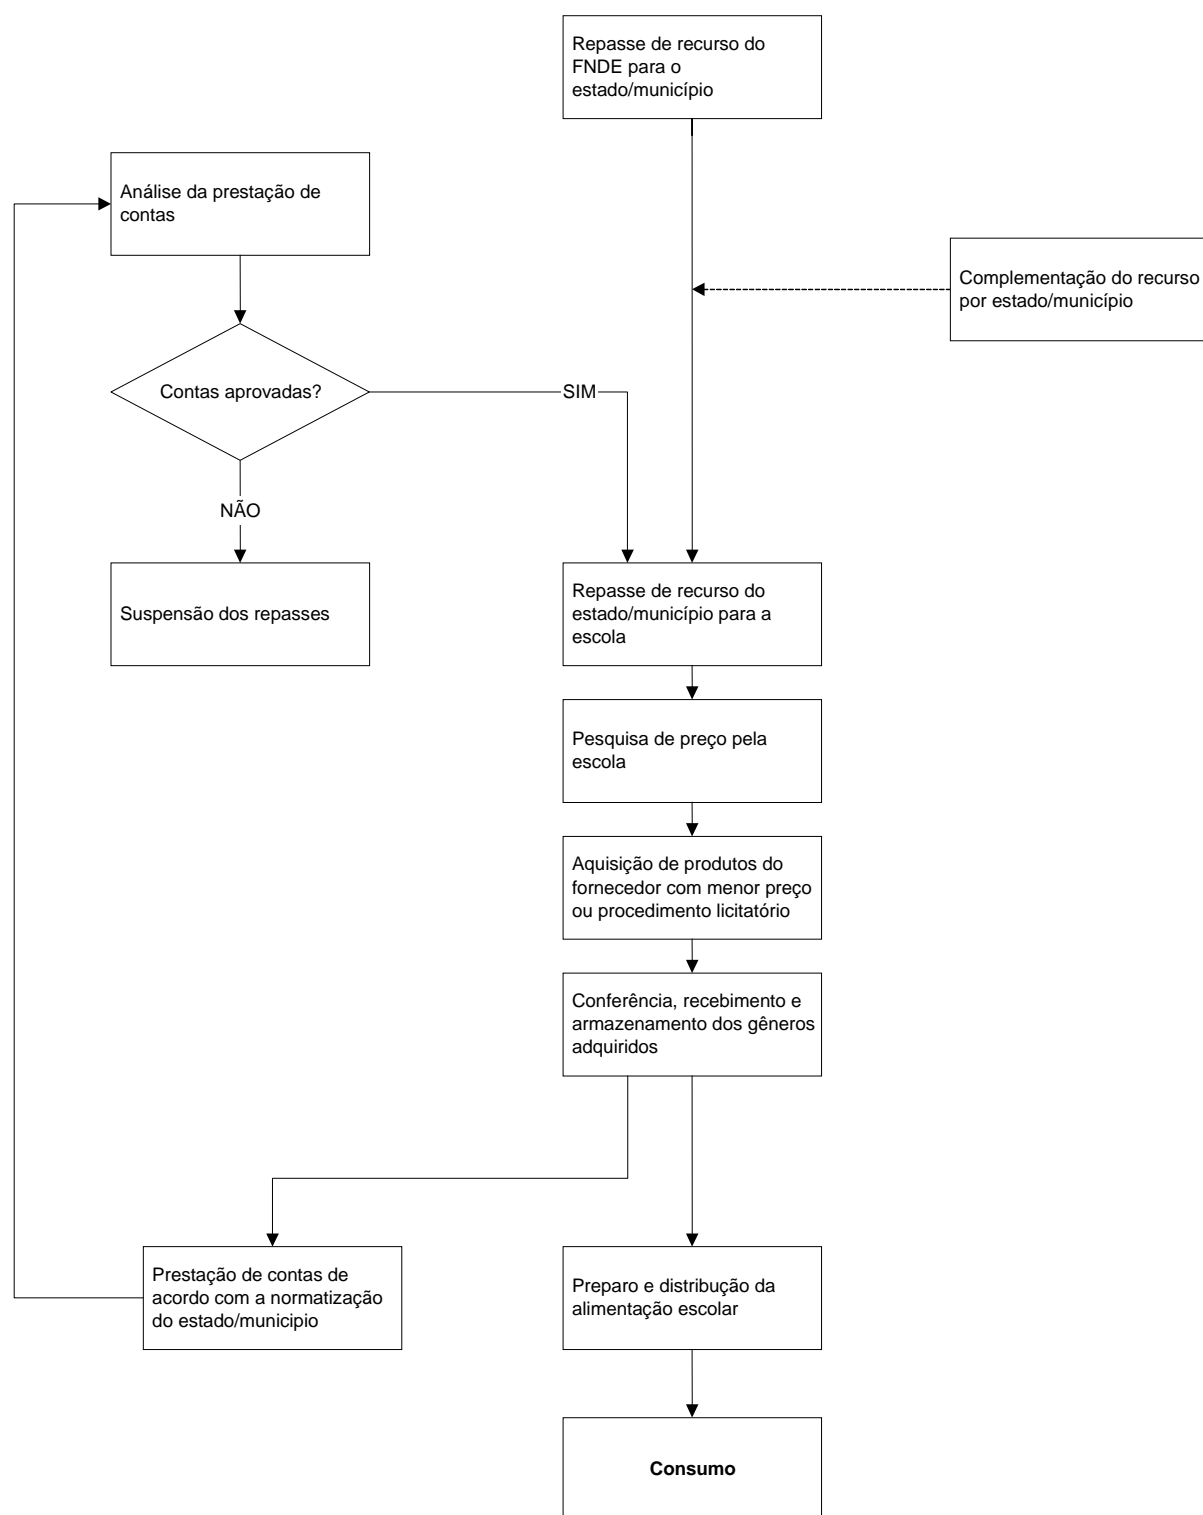 Repasse de recurso do
FNDE para o
estado/município
Análise da prestação de
contas
Complementação do recurso
por estado/município
Contas aprovadas?
SIM
NÃO
Suspensão dos repasses
Repasse de recurso do
estado/município para a
escola
Pesquisa de preço pela
escola
Aquisição de produtos do
fornecedor com menor preço
ou procedimento licitatório
Conferência, recebimento e
armazenamento dos gêneros
adquiridos
Prestação de contas de
acordo com a normatização
do estado/municipio
Preparo e distribução da
alimentação escolar
Consumo